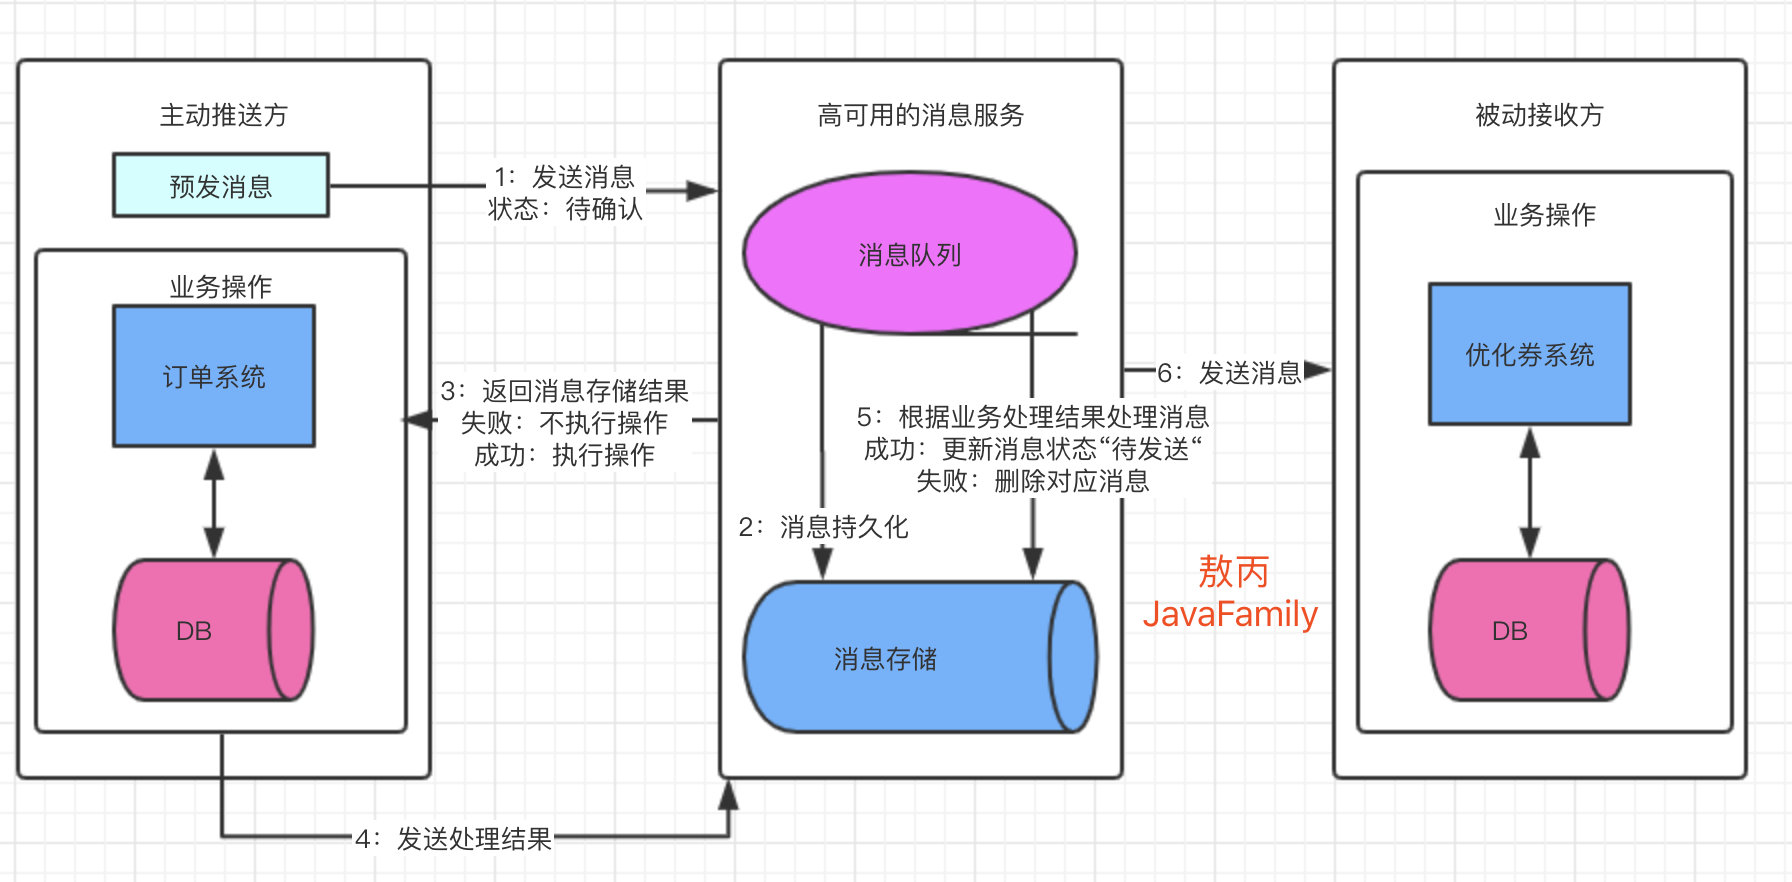 主动推送方
预发消息
业务操作
订单系统
DB
1：发送消息
状态：待确认
3：返回消息存储结果
失败：不执行操作
成功：执行操作
4：发送处理结果
高可用的消息服务
消息队列
5：根据业务处理结果处理消息
成功：更新消息状态“待发送“
失败：删除对应消息
2：消息持久化
消息存储
6：发送消息
敖丙
JavaFamily
被动接收方
业务操作
优化券系统
DB